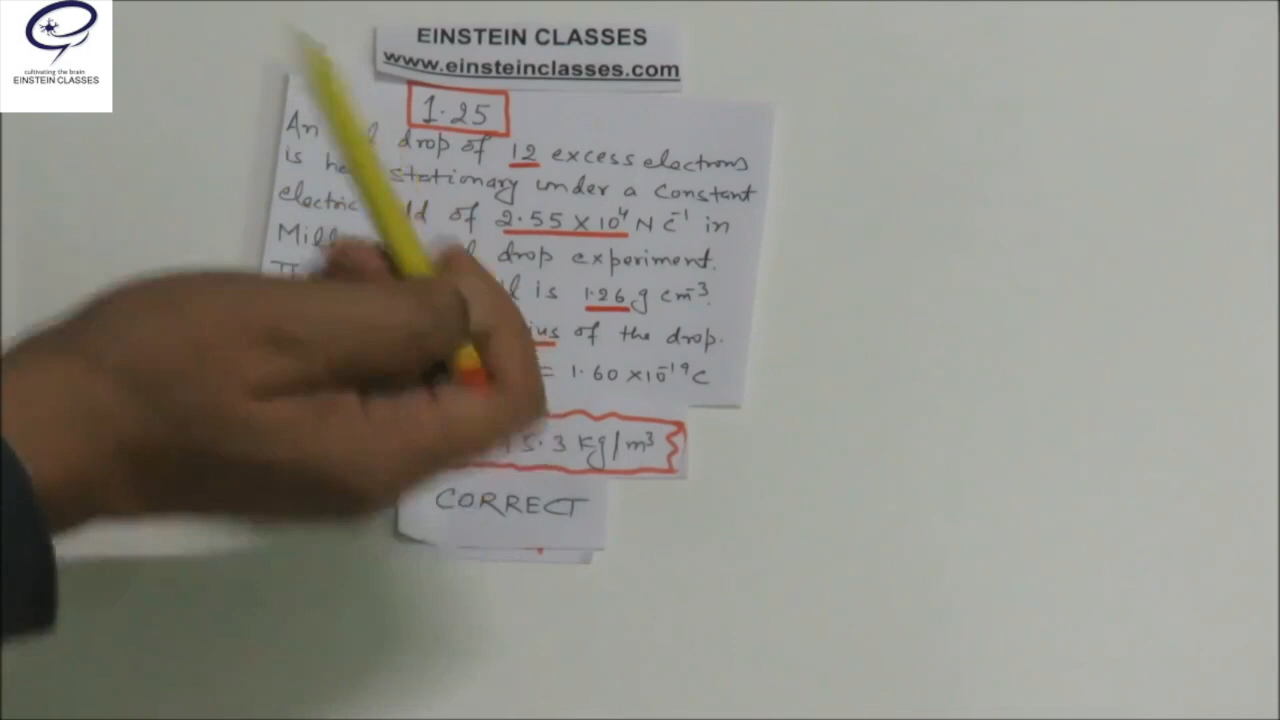 cultivating the brain
EINSTEIN CLASSES
EINSTEIN CLASSES
www.einsteinclasses.com
1.25
An drop of 12 excess electrons
is stationary under a constant
electric of 2.55 × 10⁴ N C⁻¹ in
drop experiment.
is 1.26 g cm⁻³.
of the drop.
= 1.60 × 10⁻¹⁹ C
5.3 kg/m³
CORRECT